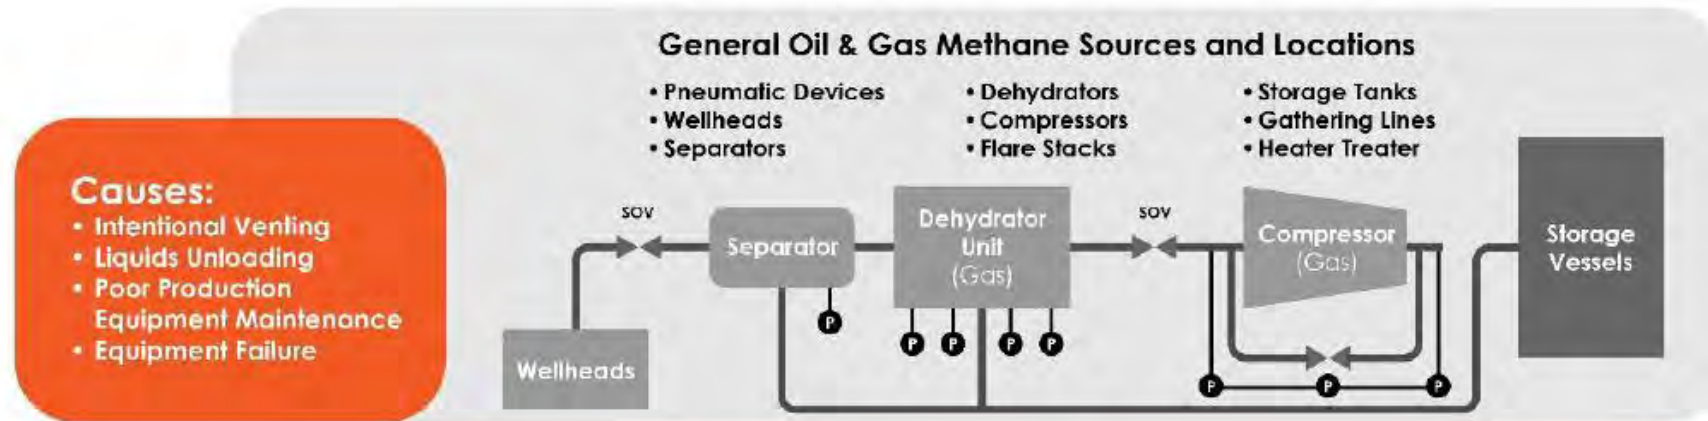 General Oil & Gas Methane Sources and Locations
• Pneumatic Devices
• Wellheads
• Separators
• Dehydrators
• Compressors
• Flare Stacks
• Storage Tanks
• Gathering Lines
• Heater Treater
Causes:
• Intentional Venting
• Liquids Unloading
• Poor Production
Equipment Maintenance
• Equipment Failure
Wellheads
SOV
Separator
P
Dehydrator
Unit
(Gas)
P P P P
SOV
Compressor
(Gas)
P P P
Storage
Vessels